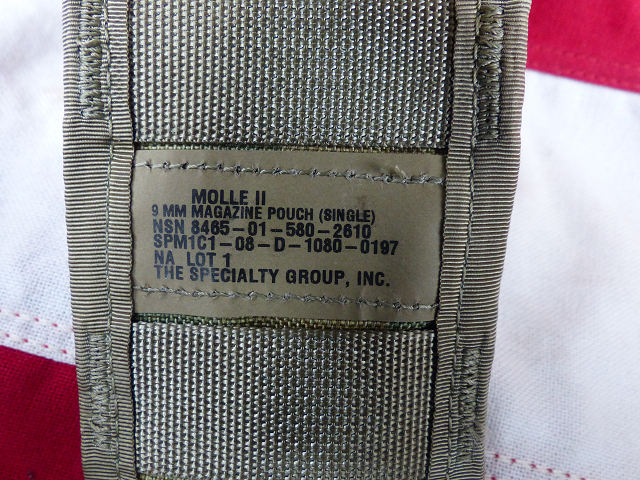 MOLLE II
9 MM MAGAZINE POUCH (SINGLE)
NSN 8465-01-580-2610
SPM1C1-08-D-1080-0197
NA LOT 1
THE SPECIALTY GROUP, INC.